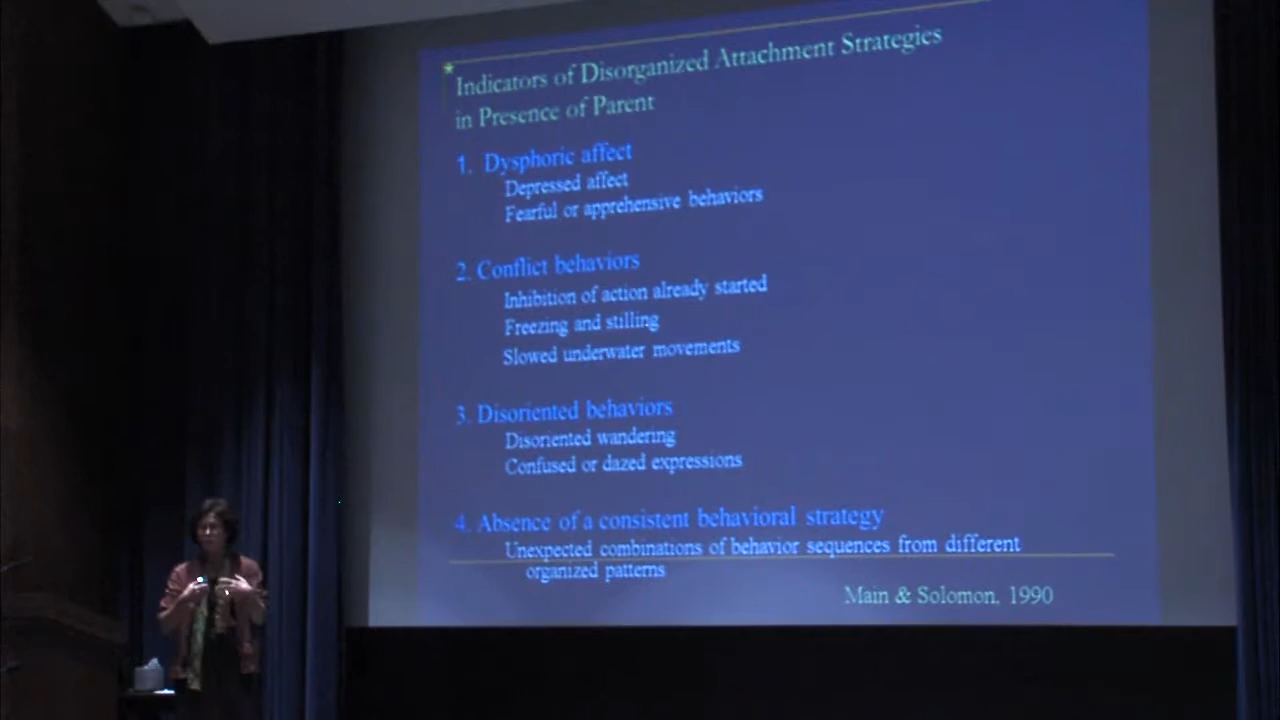 Indicators of Disorganized Attachment Strategies
in Presence of Parent
1. Dysphoric affect
Depressed affect
Fearful or apprehensive behaviors
2. Conflict behaviors
Inhibition of action already started
Freezing and stilling
Slowed underwater movements
3. Disoriented behaviors
Disoriented wandering
Confused or dazed expressions
4. Absence of a consistent behavioral strategy
Unexpected combinations of behavior sequences from different
organized patterns
Main & Solomon, 1990